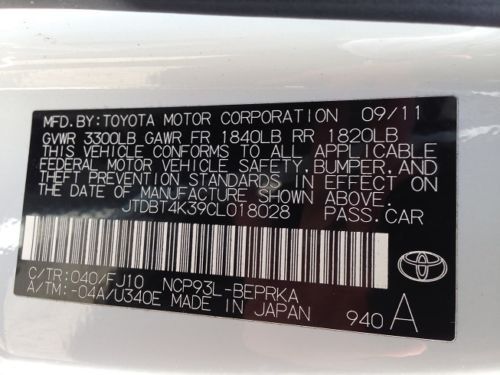 MFD.BY:TOYOTA MOTOR CORPORATION 09/11
GVWR 3300LB GAWR FR 1840LB RR 1820LB
THIS VEHICLE CONFORMS TO ALL APPLICABLE
FEDERAL MOTOR VEHICLE SAFETY,BUMPER,AND
THEFT PREVENTION STANDARDS IN EFFECT ON
THE DATE OF MANUFACTURE SHOWN ABOVE.
JTDBT4K39CL018028 PASS.CAR
C/TR:040/FJ10 NCP93L-BEPRKA
A/TM:-04A/U340E MADE IN JAPAN
940 A